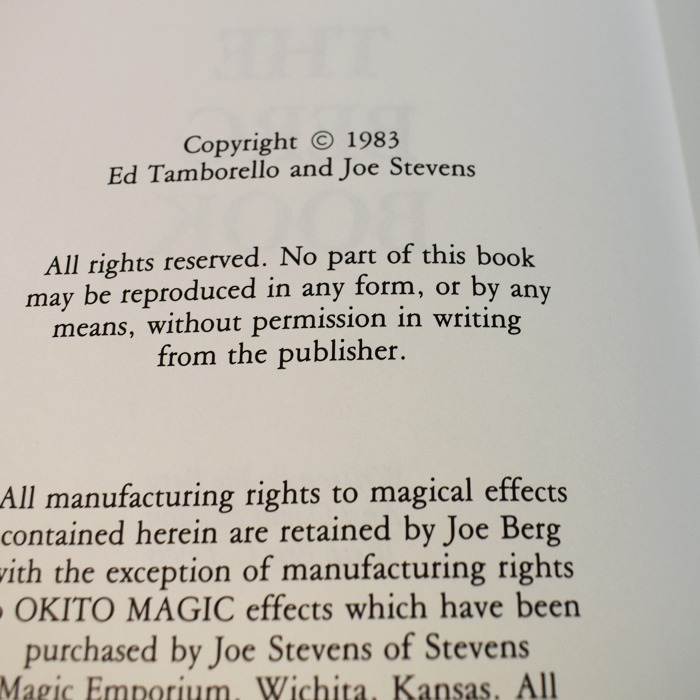 Copyright © 1983
Ed Tamborello and Joe Stevens
All rights reserved. No part of this book
may be reproduced in any form, or by any
means, without permission in writing
from the publisher.
All manufacturing rights to magical effects
contained herein are retained by Joe Berg
with the exception of manufacturing rights
OKITO MAGIC effects which have been
purchased by Joe Stevens of Stevens
Magic Emporium, Wichita, Kansas. All